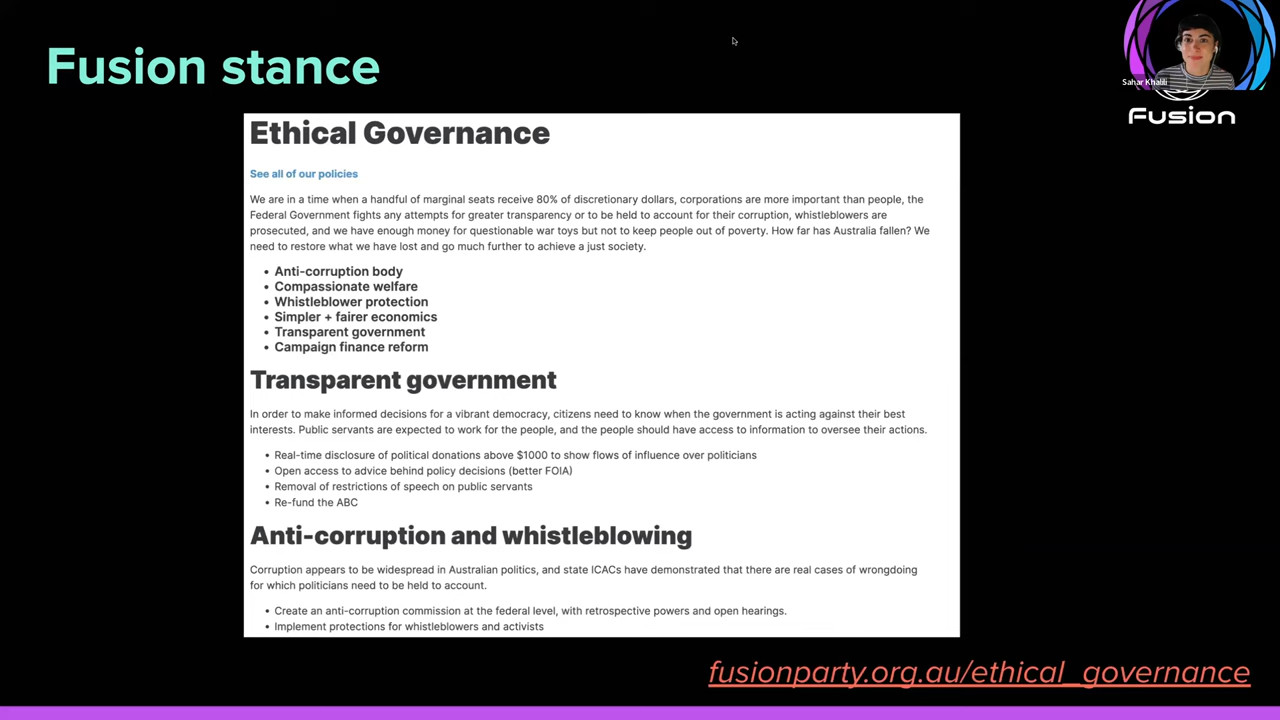 Fusion stance
Sahar Khalili
Fusion
Ethical Governance
See all of our policies
We are in a time when a handful of marginal seats receive 80% of discretionary dollars, corporations are more important than people, the
Federal Government fights any attempts for greater transparency or to be held to account for their corruption, whistleblowers are
prosecuted, and we have enough money for questionable war toys but not to keep people out of poverty. How far has Australia fallen? We
need to restore what we have lost and go much further to achieve a just society.
• Anti-corruption body
• Compassionate welfare
• Whistleblower protection
• Simpler + fairer economics
• Transparent government
• Campaign finance reform
Transparent government
In order to make informed decisions for a vibrant democracy, citizens need to know when the government is acting against their best
interests. Public servants are expected to work for the people, and the people should have access to information to oversee their actions.
• Real-time disclosure of political donations above $1000 to show flows of influence over politicians
• Open access to advice behind policy decisions (better FOIA)
• Removal of restrictions of speech on public servants
• Re-fund the ABC
Anti-corruption and whistleblowing
Corruption appears to be widespread in Australian politics, and state ICACs have demonstrated that there are real cases of wrongdoing
for which politicians need to be held to account.
• Create an anti-corruption commission at the federal level, with retrospective powers and open hearings.
• Implement protections for whistleblowers and activists
fusionparty.org.au/ethical_governance